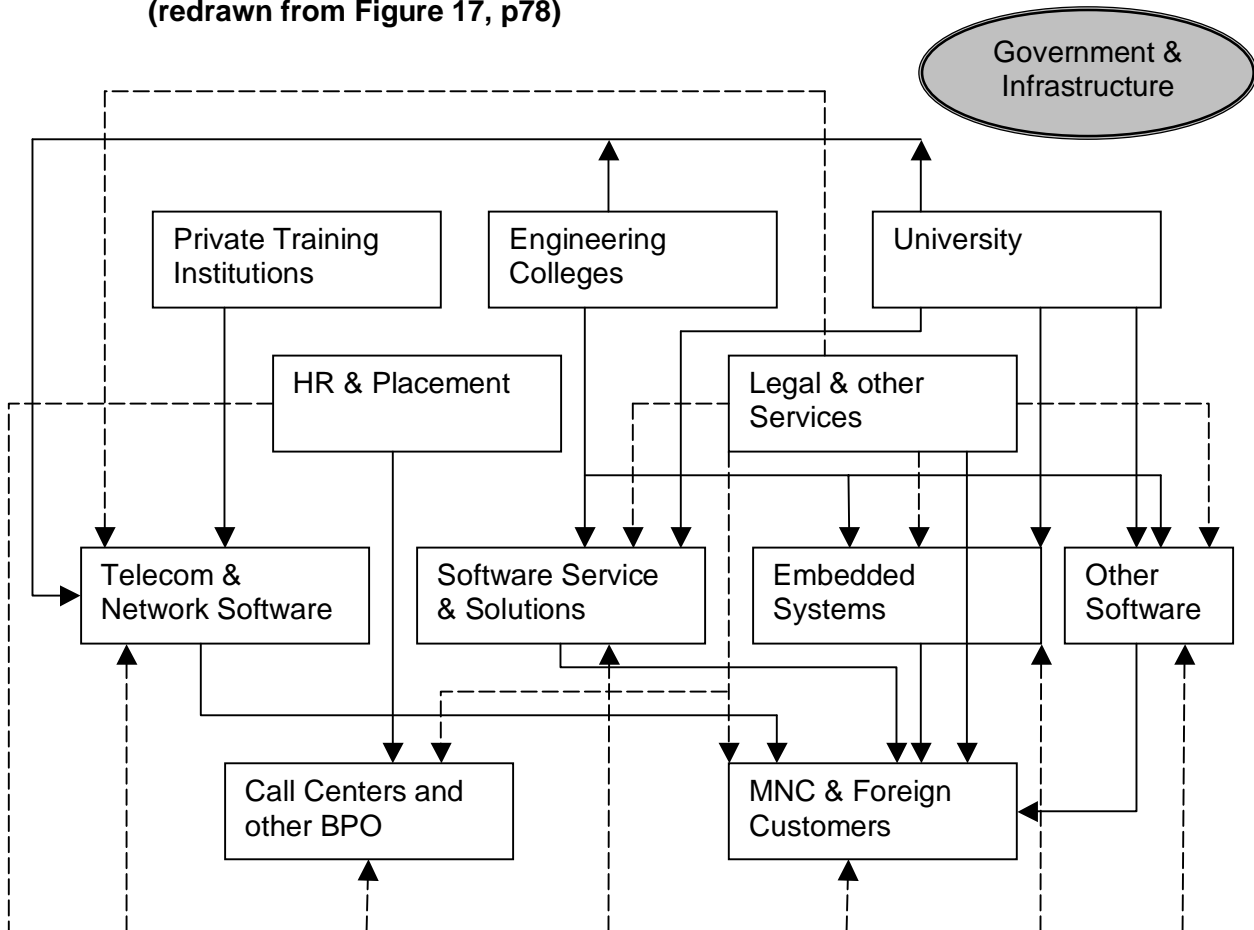 (redrawn from Figure 17, p78)
Government &
Infrastructure
Private Training
Institutions
Engineering
Colleges
University
HR & Placement
Legal & other
Services
Telecom &
Network Software
Software Service
& Solutions
Embedded
Systems
Other
Software
Call Centers and
other BPO
MNC & Foreign
Customers